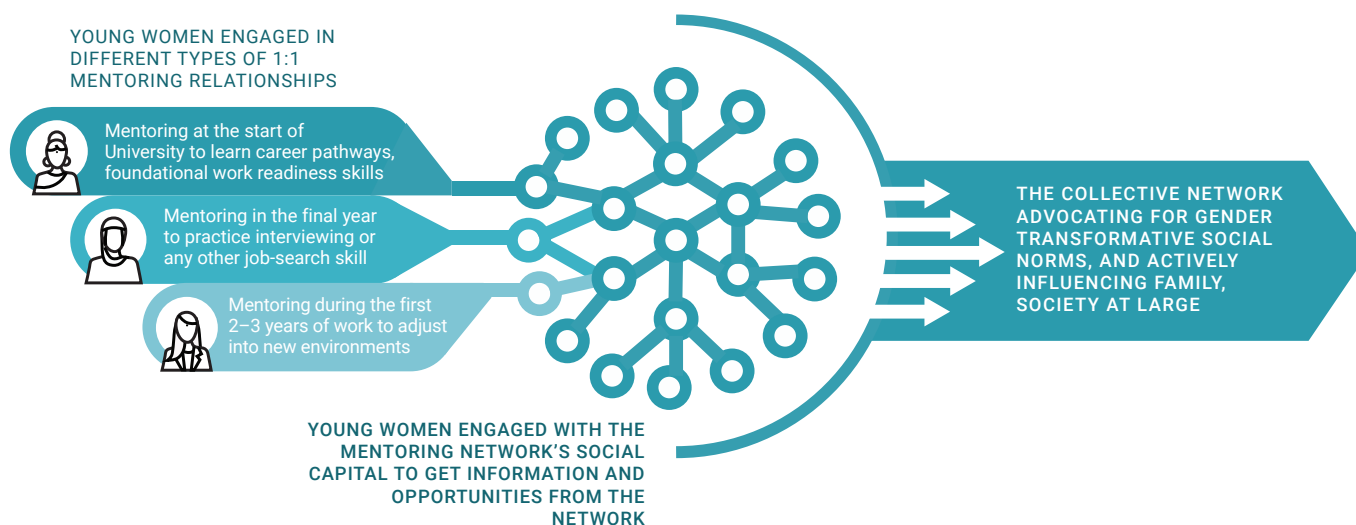 YOUNG WOMEN ENGAGED IN
DIFFERENT TYPES OF 1:1
MENTORING RELATIONSHIPS
Mentoring at the start of
University to learn career pathways,
foundational work readiness skills
Mentoring in the final year
to practice interviewing or
any other job-search skill
Mentoring during the first
2–3 years of work to adjust
into new environments
YOUNG WOMEN ENGAGED WITH THE
MENTORING NETWORK'S SOCIAL
CAPITAL TO GET INFORMATION AND
OPPORTUNITIES FROM THE
NETWORK
THE COLLECTIVE NETWORK
ADVOCATING FOR GENDER
TRANSFORMATIVE SOCIAL
NORMS, AND ACTIVELY
INFLUENCING FAMILY,
SOCIETY AT LARGE